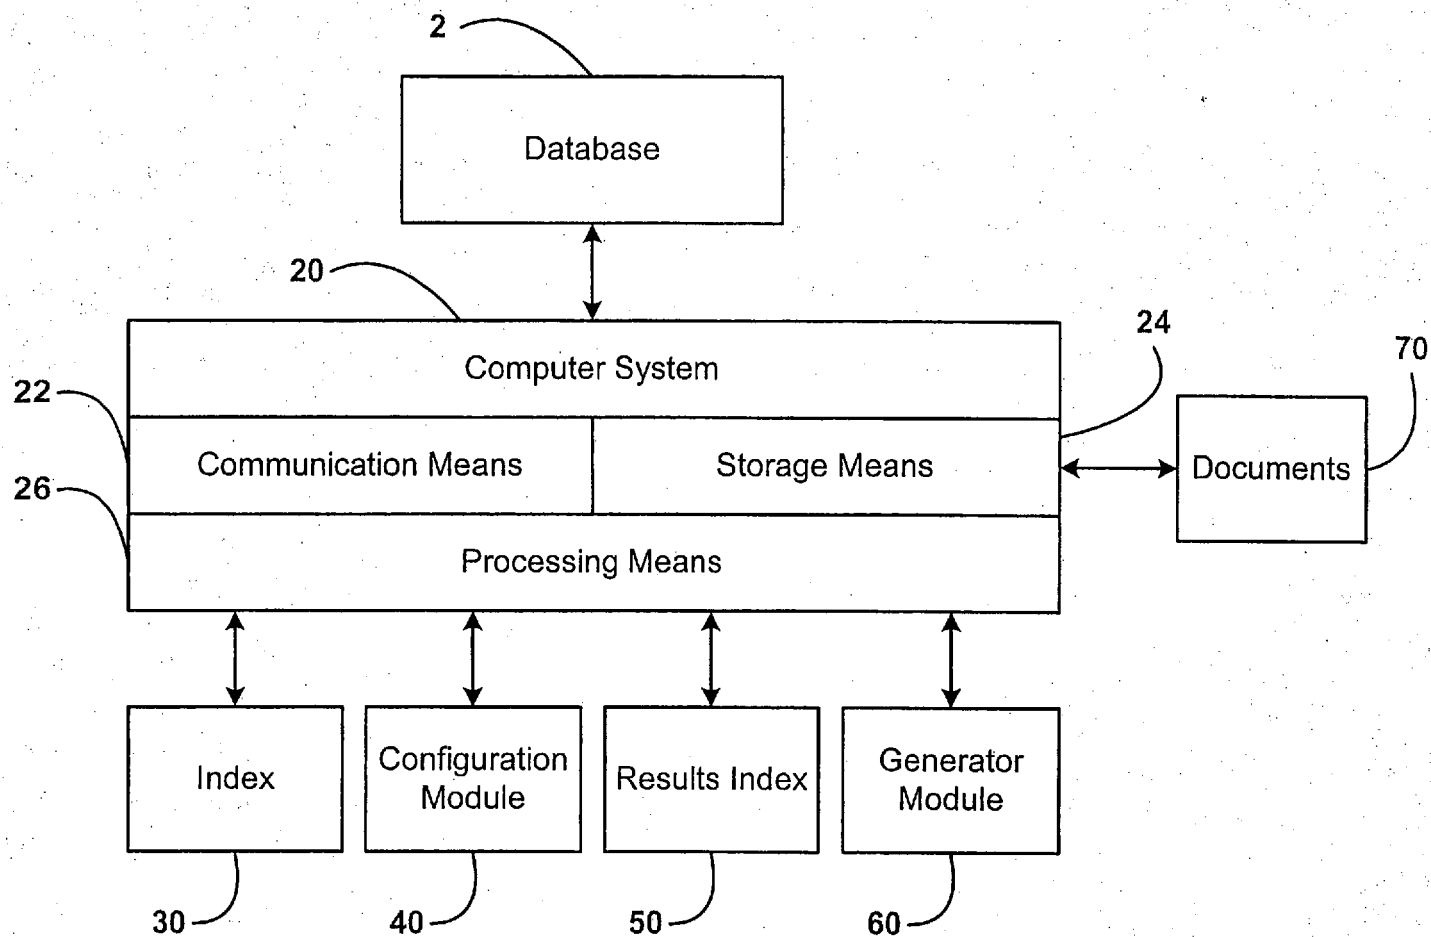 2
Database
20
Computer System
24
70
22
Communication Means
Storage Means
Documents
26
Processing Means
Index
Configuration
Module
Results Index
Generator
Module
30
40
50
60